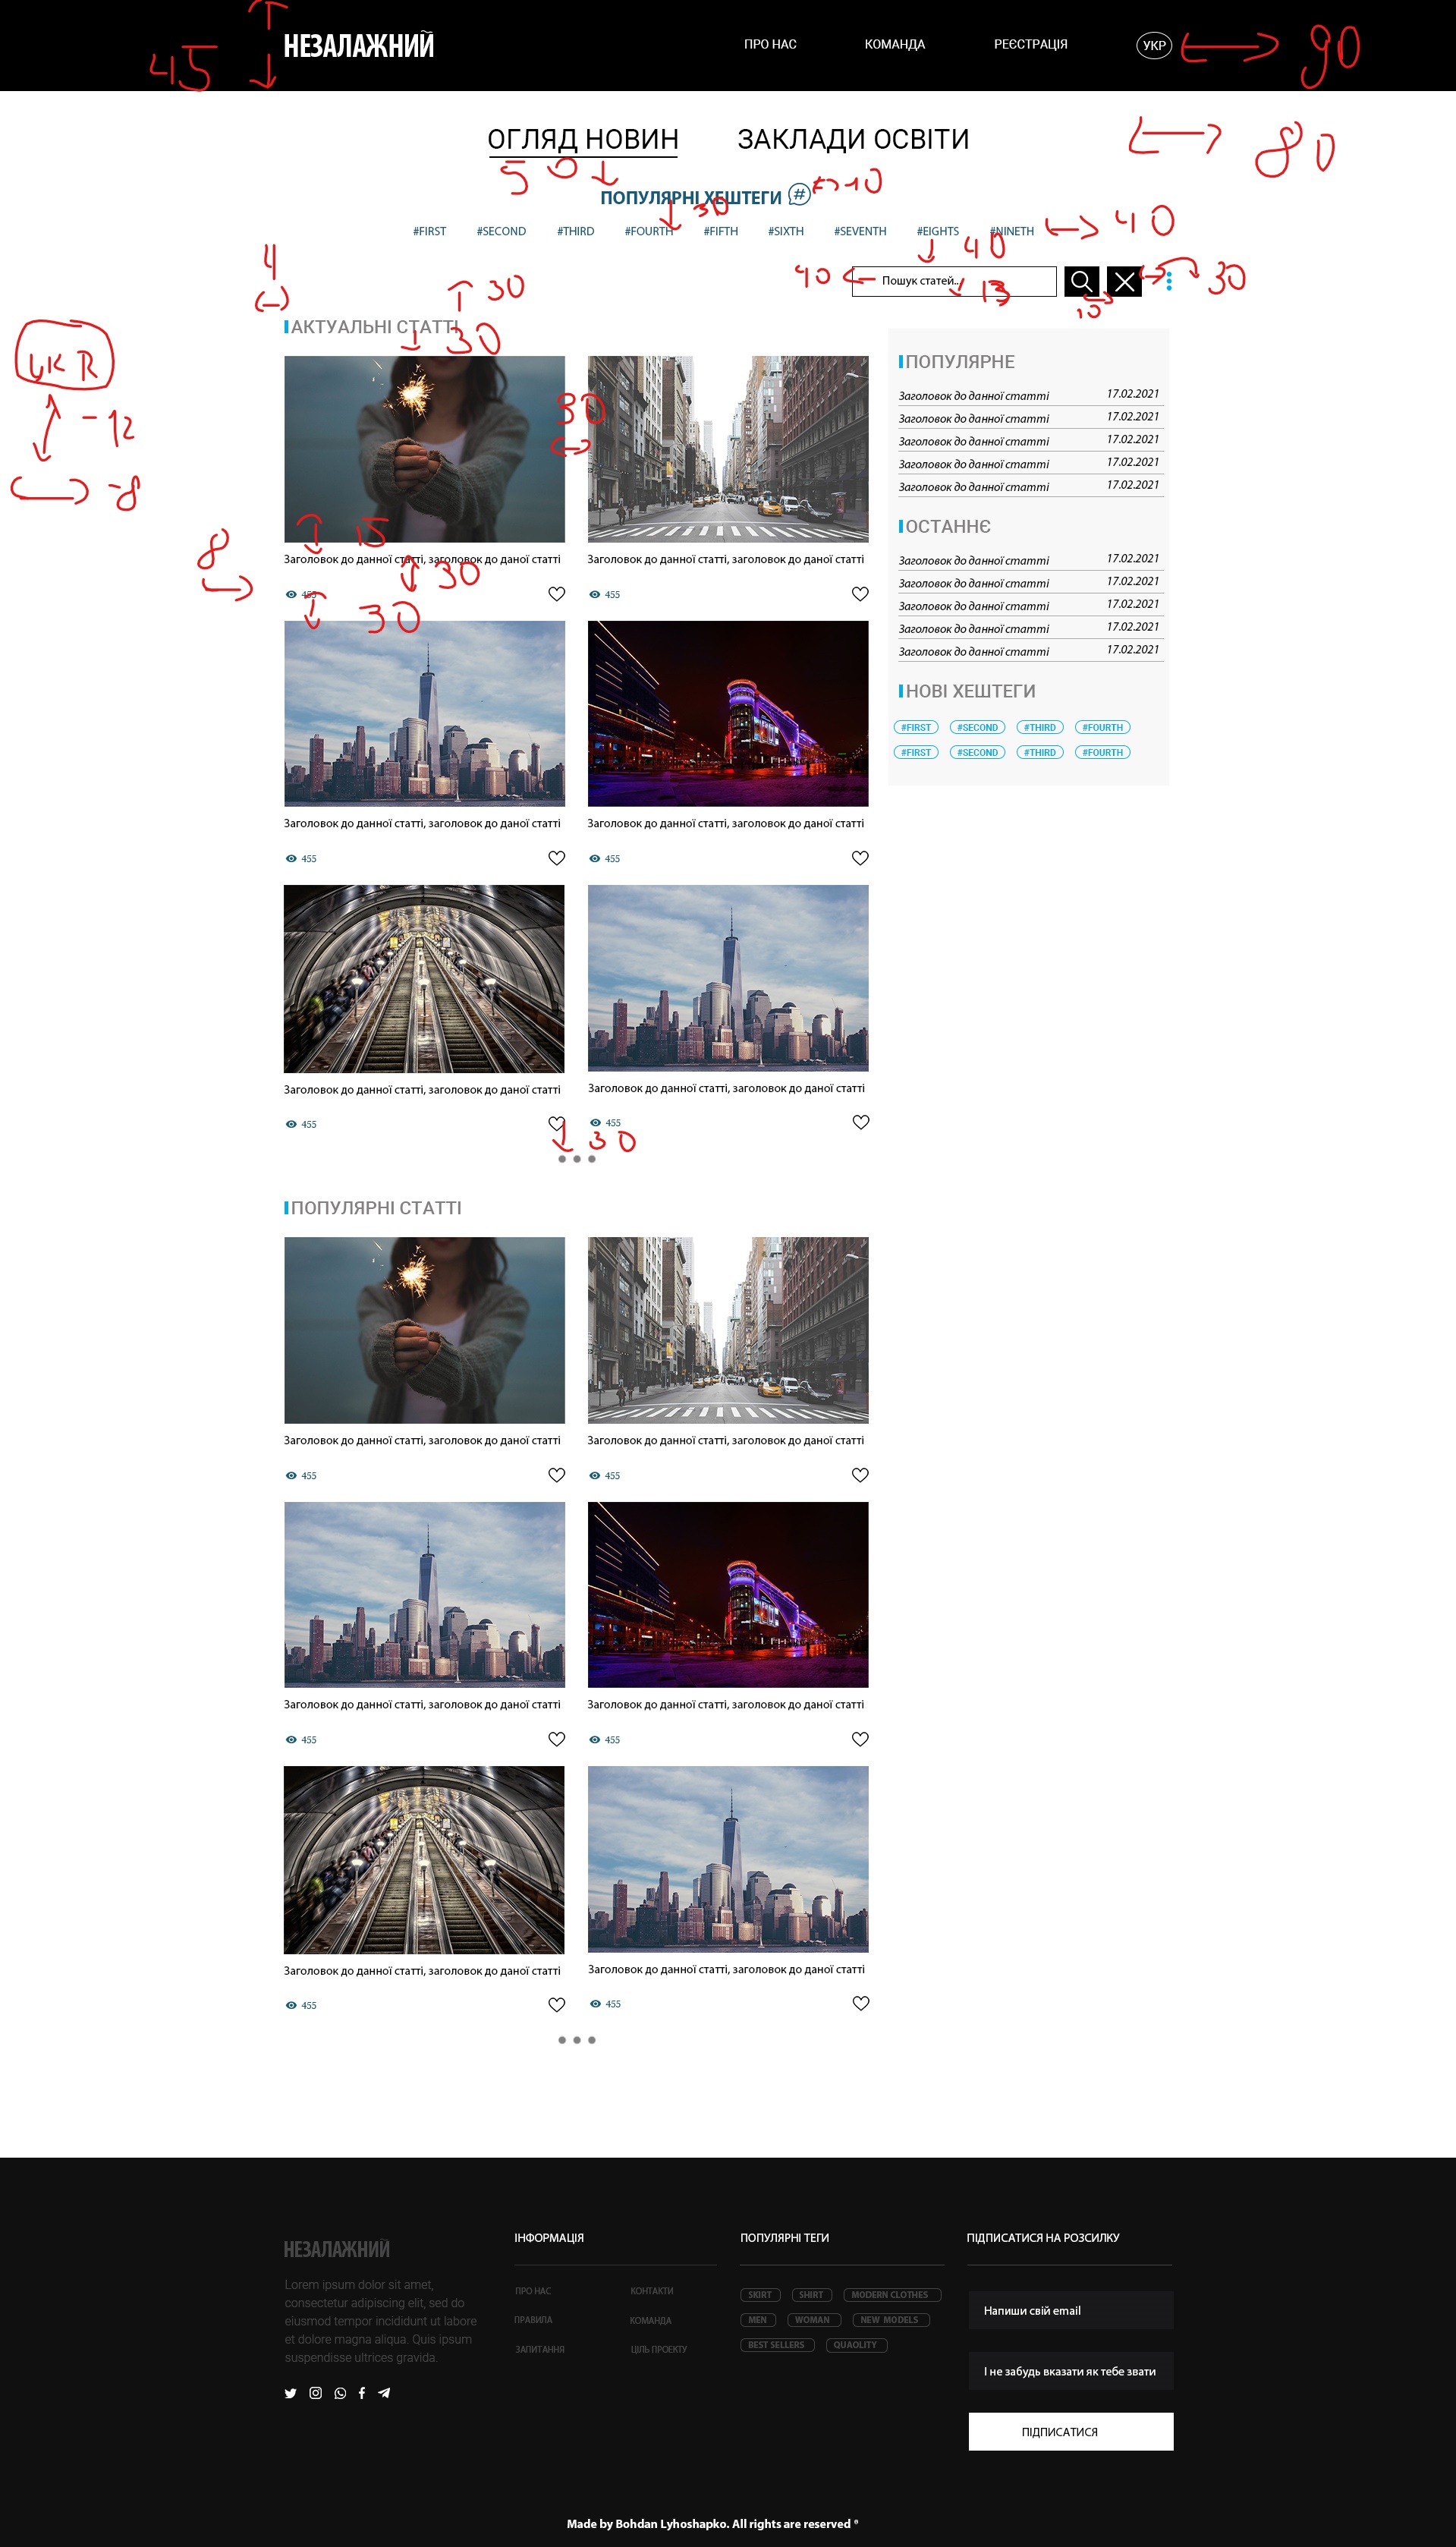 НЕЗАЛАЖНИЙ
ПРО НАС
КОМАНДА
РЕЄСТРАЦІЯ
УКР
45
90
ОГЛЯД НОВИН
ЗАКЛАДИ ОСВІТИ
80
50
ПОПУЛЯРНІ ХЕШТЕГИ
10
30
#FIRST #SECOND #THIRD #FOURTH #FIFTH #SIXTH #SEVENTH #EIGHTS #NINETH
40
40
40
Пошук статей..
13
10
30
4
30
АКТУАЛЬНІ СТАТТІ
30
UKR
-12
-8
30
Заголовок до данної статті, заголовок до даної статті
Заголовок до данної статті, заголовок до даної статті
15
8
30
455
455
30
Заголовок до данної статті, заголовок до даної статті
Заголовок до данної статті, заголовок до даної статті
455
455
Заголовок до данної статті, заголовок до даної статті
Заголовок до данної статті, заголовок до даної статті
455
455
30
ПОПУЛЯРНЕ
Заголовок до данної статті 17.02.2021
Заголовок до данної статті 17.02.2021
Заголовок до данної статті 17.02.2021
Заголовок до данної статті 17.02.2021
Заголовок до данної статті 17.02.2021
ОСТАННЄ
Заголовок до данної статті 17.02.2021
Заголовок до данної статті 17.02.2021
Заголовок до данної статті 17.02.2021
Заголовок до данної статті 17.02.2021
Заголовок до данної статті 17.02.2021
НОВІ ХЕШТЕГИ
#FIRST #SECOND #THIRD #FOURTH
#FIRST #SECOND #THIRD #FOURTH
ПОПУЛЯРНІ СТАТТІ
Заголовок до данної статті, заголовок до даної статті
Заголовок до данної статті, заголовок до даної статті
455
455
Заголовок до данної статті, заголовок до даної статті
Заголовок до данної статті, заголовок до даної статті
455
455
Заголовок до данної статті, заголовок до даної статті
Заголовок до данної статті, заголовок до даної статті
455
455
НЕЗАЛАЖНИЙ
Lorem ipsum dolor sit amet,
consectetur adipiscing elit, sed do
eiusmod tempor incididunt ut labore
et dolore magna aliqua. Quis ipsum
suspendisse ultrices gravida.
ІНФОРМАЦІЯ
ПРО НАС
КОНТАКТИ
ПРАВИЛА
КОМАНДА
ЗАПИТАННЯ
ЦІЛЬ ПРОЕКТУ
ПОПУЛЯРНІ ТЕГИ
SKIRT SHIRT MODERN CLOTHES
MEN WOMAN NEW MODELS
BEST SELLERS QUAOLITY
ПІДПИСАТИСЯ НА РОЗСИЛКУ
Напиши свій email
І не забудь вказати як тебе звати
ПІДПИСАТИСЯ
Made by Bohdan Lyhoshapko. All rights are reserved ®